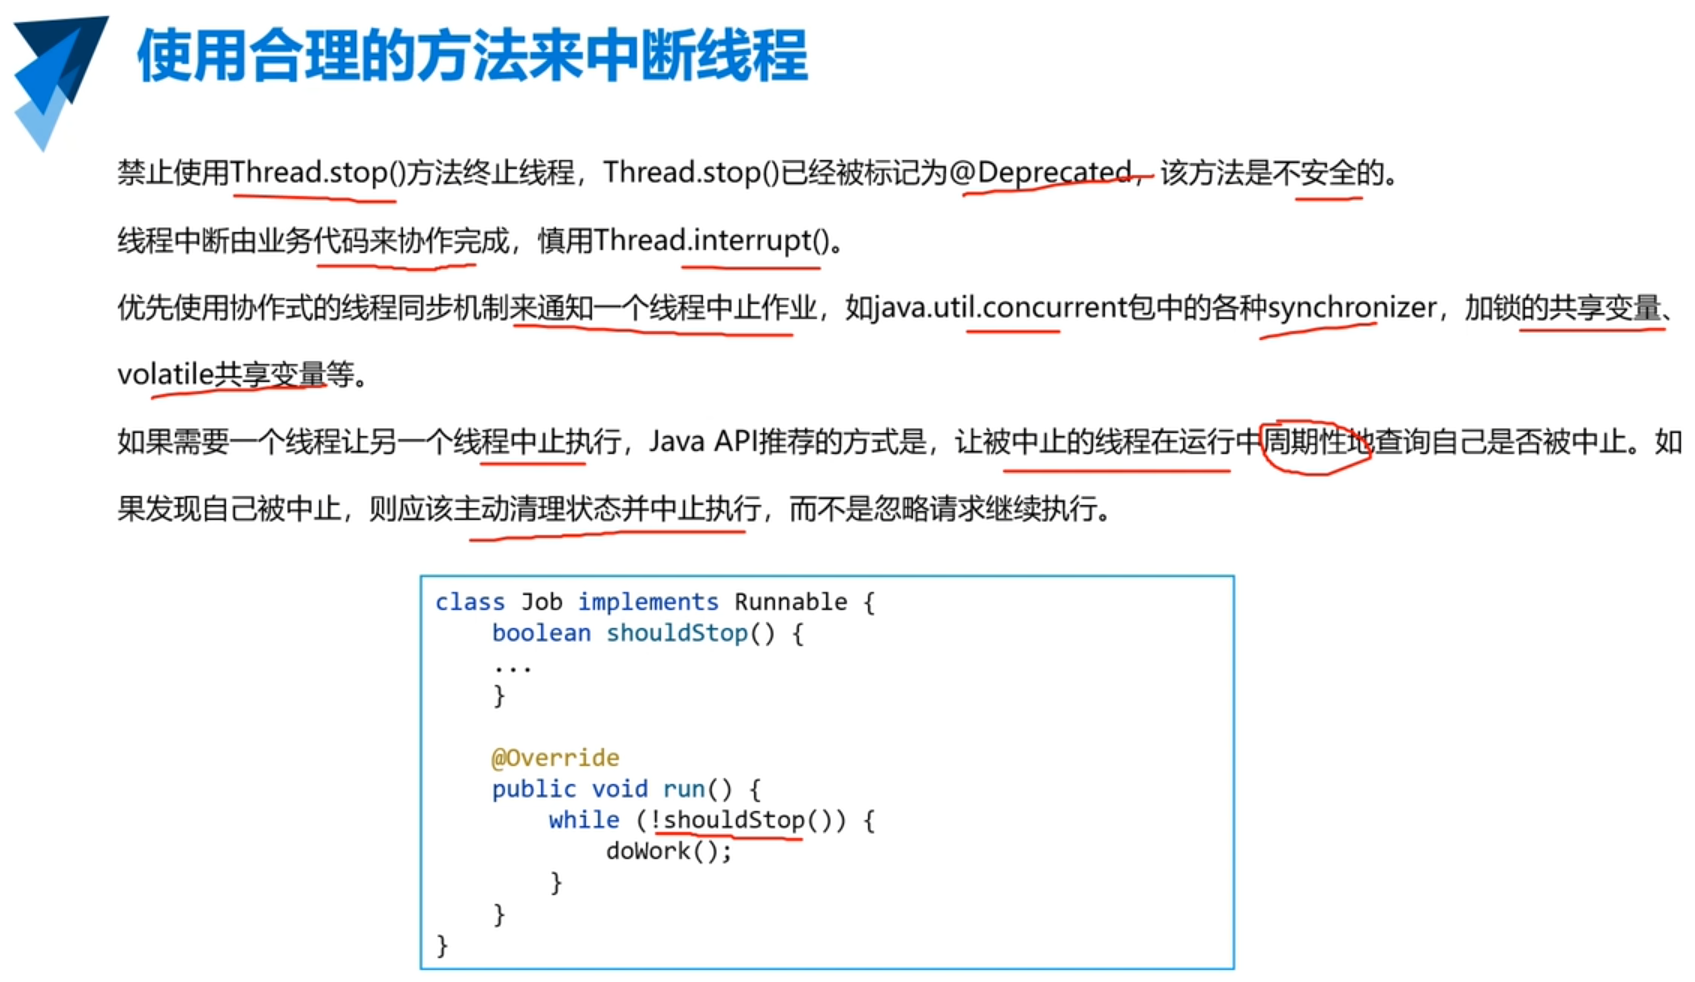 使用合理的方法来中断线程
禁止使用Thread.stop()方法终止线程，Thread.stop()已经被标记为@Deprecated，该方法是不安全的。
线程中断由业务代码来协作完成，慎用Thread.interrupt()。
优先使用协作式的线程同步机制来通知一个线程中止作业，如java.util.concurrent包中的各种synchronizer，加锁的共享变量、
volatile共享变量等。
如果需要一个线程让另一个线程中止执行，Java API推荐的方式是，让被中止的线程在运行中周期性地查询自己是否被中止。如
果发现自己被中止，则应该主动清理状态并中止执行，而不是忽略请求继续执行。
class Job implements Runnable {
    boolean shouldStop() {
    ...
    }
    @Override
    public void run() {
        while (!shouldStop()) {
            doWork();
        }
    }
}